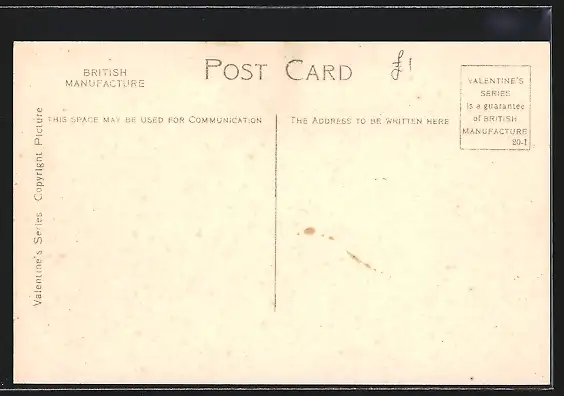 BRITISH
MANUFACTURE
POST CARD
£1
VALENTINE'S
SERIES
is a guarantee
of BRITISH
MANUFACTURE
20-1
THIS SPACE MAY BE USED FOR COMMUNICATION
THE ADDRESS TO BE WRITTEN HERE
Valentine's Series Copyright Picture